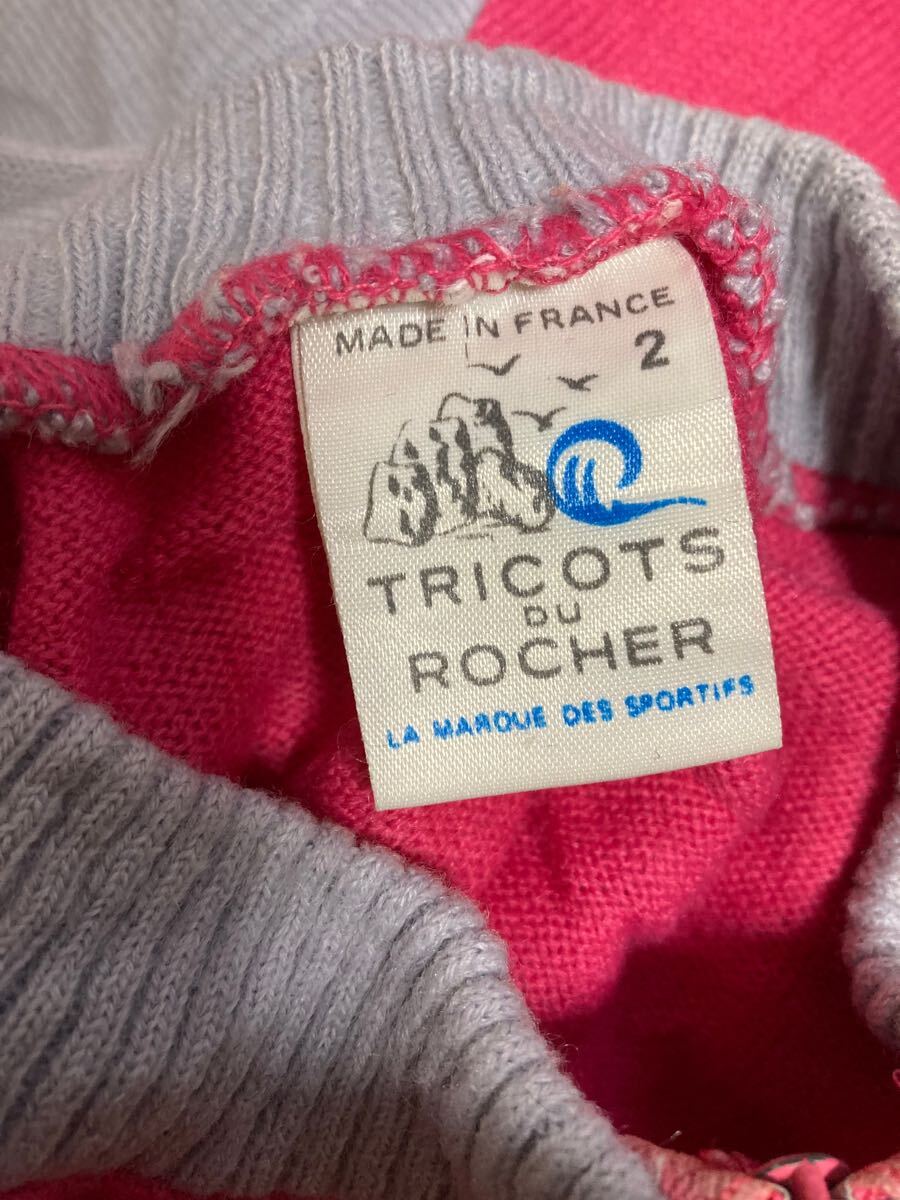 MADE IN FRANCE
2
TRICOTS
DU
ROCHER
LA MARQUE DES SPORTIFS